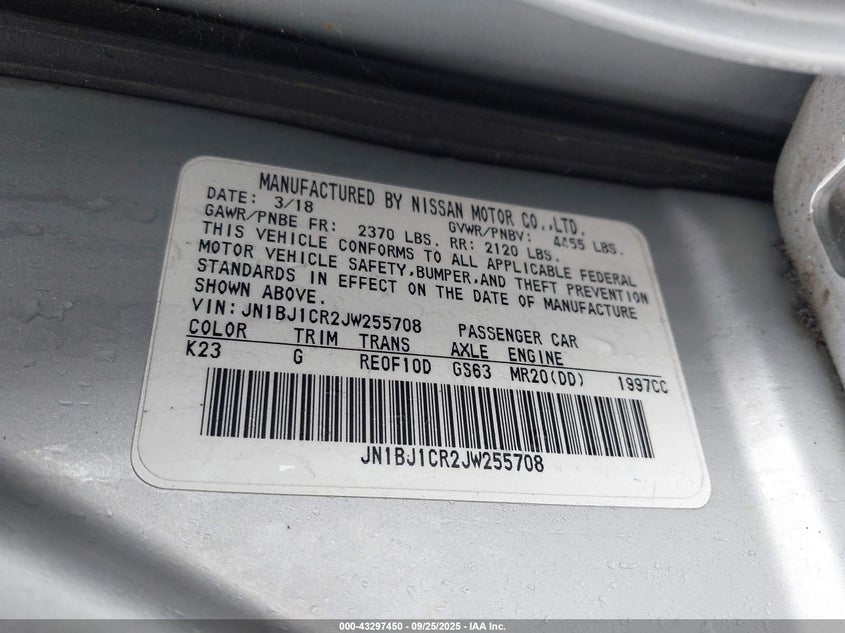 MANUFACTURED BY NISSAN MOTOR CO.,LTD.
DATE: 3/18 GVWR/PNBV: 4455 LBS.
GAWR/PNBE FR: 2370 LBS. RR: 2120 LBS.
THIS VEHICLE CONFORMS TO ALL APPLICABLE FEDERAL
MOTOR VEHICLE SAFETY,BUMPER,AND THEFT PREVENTION
STANDARDS IN EFFECT ON THE DATE OF MANUFACTURE
SHOWN ABOVE.
VIN:JN1BJ1CR2JW255708 PASSENGER CAR
COLOR TRIM TRANS AXLE ENGINE
K23 G RE0F10D GS63 MR20(DD) 1997CC
JN1BJ1CR2JW255708
000-43297450 - 09/25/2025 - IAA Inc.